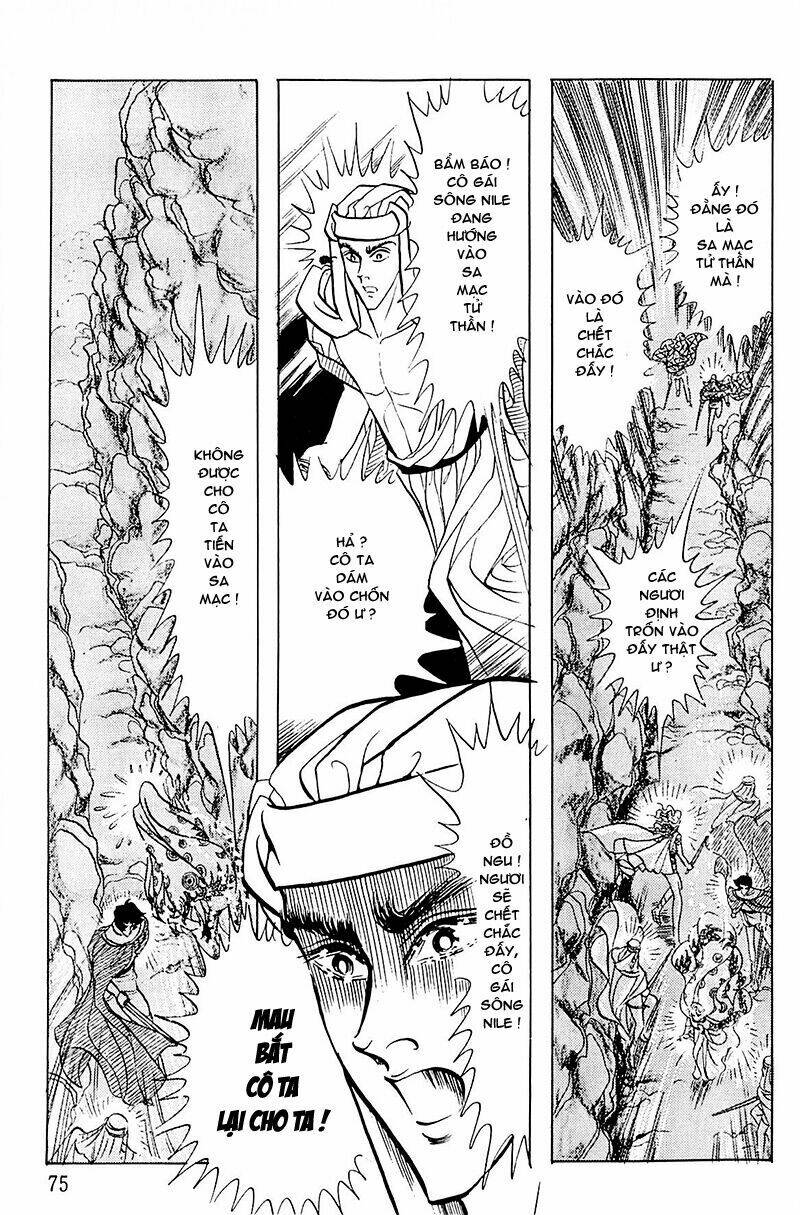 ẤY !
ĐẰNG ĐÓ
LÀ
SA MẠC
TỬ THẦN
MÀ !
VÀO ĐÓ
LÀ
CHẾT
CHẮC
ĐẤY !
CÁC
NGƯƠI
ĐỊNH
TRỐN VÀO
ĐẤY THẬT
Ư ?
BẨM BÁO !
CÔ GÁI
SÔNG NILE
ĐANG
HƯỚNG
VÀO
SA
MẠC
TỬ
THẦN !
HẢ ?
CÔ TA
DÁM
VÀO CHỐN
ĐÓ Ư ?
ĐỒ
NGU !
NGƯƠI
SẼ
CHẾT
CHẮC
ĐẤY,
CÔ
GÁI
SÔNG
NILE !
KHÔNG
ĐƯỢC
CHO
CÔ
TA
TIẾN
VÀO
SA
MẠC !
MAU
BẮT
CÔ TA
LẠI CHO TA !
75